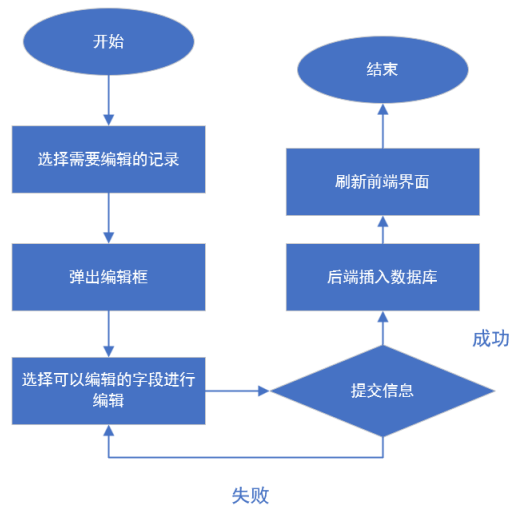 开始
选择需要编辑的记录
弹出编辑框
选择可以编辑的字段进行
编辑
提交信息
成功
失败
后端插入数据库
刷新前端界面
结束